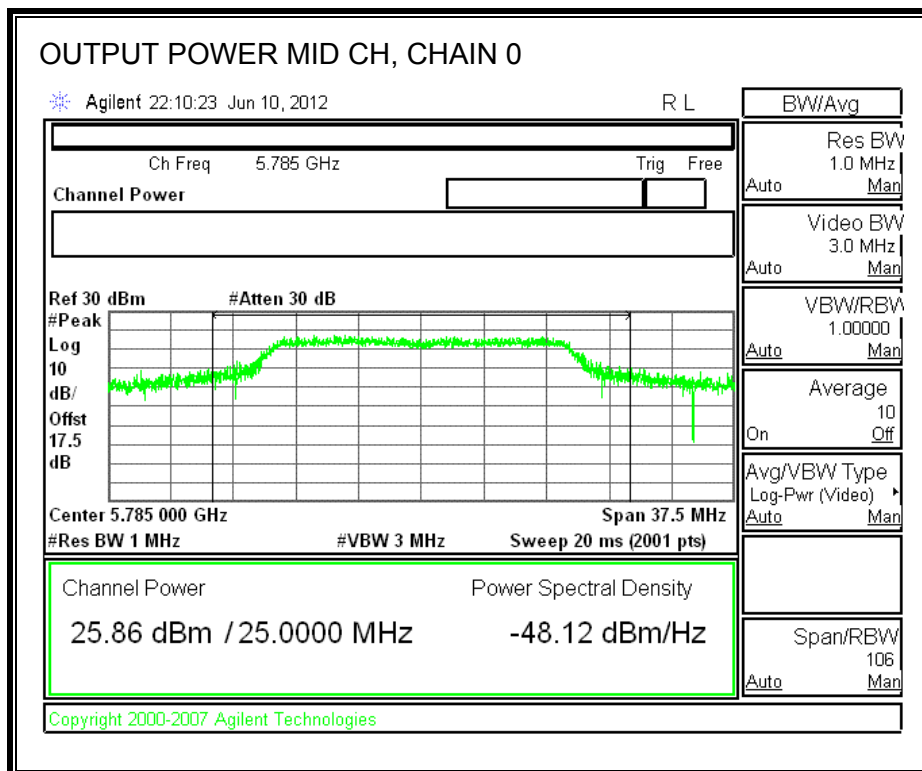 OUTPUT POWER MID CH, CHAIN 0
Agilent 22:10:23 Jun 10, 2012 R L
Ch Freq 5.785 GHz Trig Free
Channel Power
Ref 30 dBm #Atten 30 dB
#Peak
Log
10
dB/
Offst
17.5
dB
Center 5.785 000 GHz Span 37.5 MHz
#Res BW 1 MHz #VBW 3 MHz Sweep 20 ms (2001 pts)
Channel Power Power Spectral Density
25.86 dBm / 25.0000 MHz -48.12 dBm/Hz
Copyright 2000-2007 Agilent Technologies
BW/Avg
Res BW
1.0 MHz
Auto Man
Video BW
3.0 MHz
Auto Man
VBW/RBW
1.00000
Auto Man
Average
10
On Off
Avg/VBW Type
Log-Pwr (Video)
Auto Man
Span/RBW
106
Auto Man